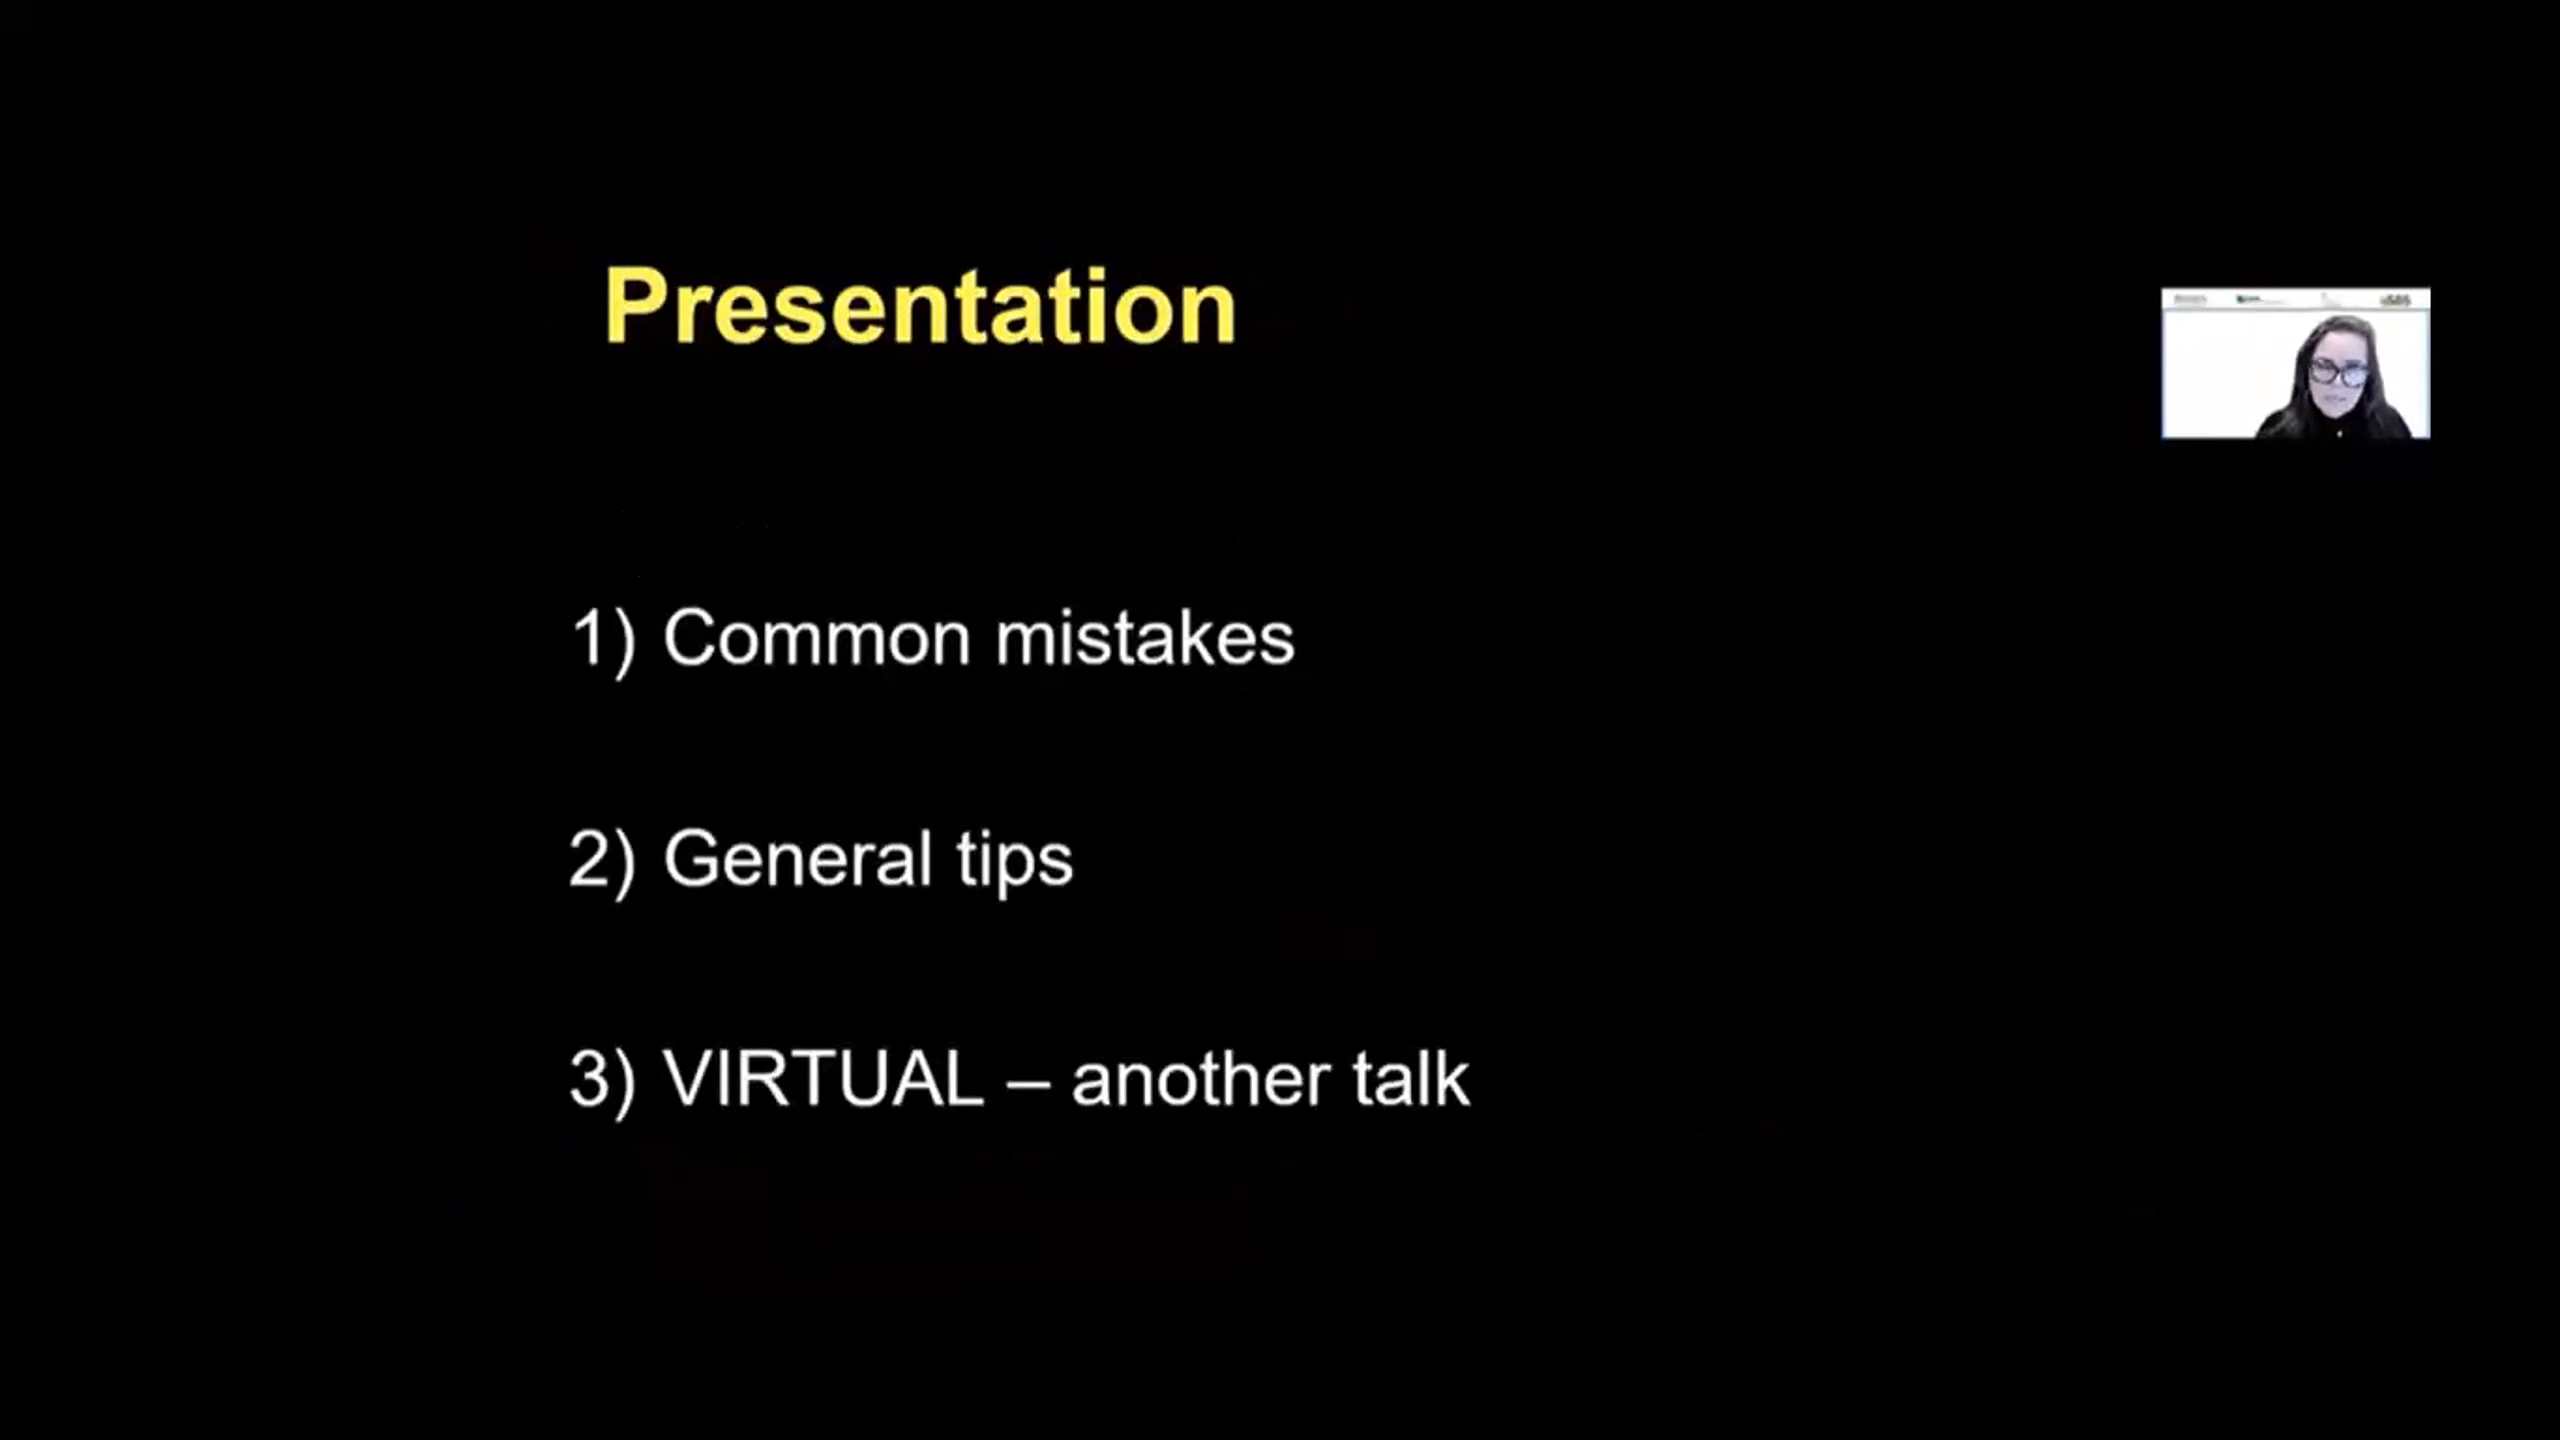 Presentation
1) Common mistakes
2) General tips
3) VIRTUAL – another talk